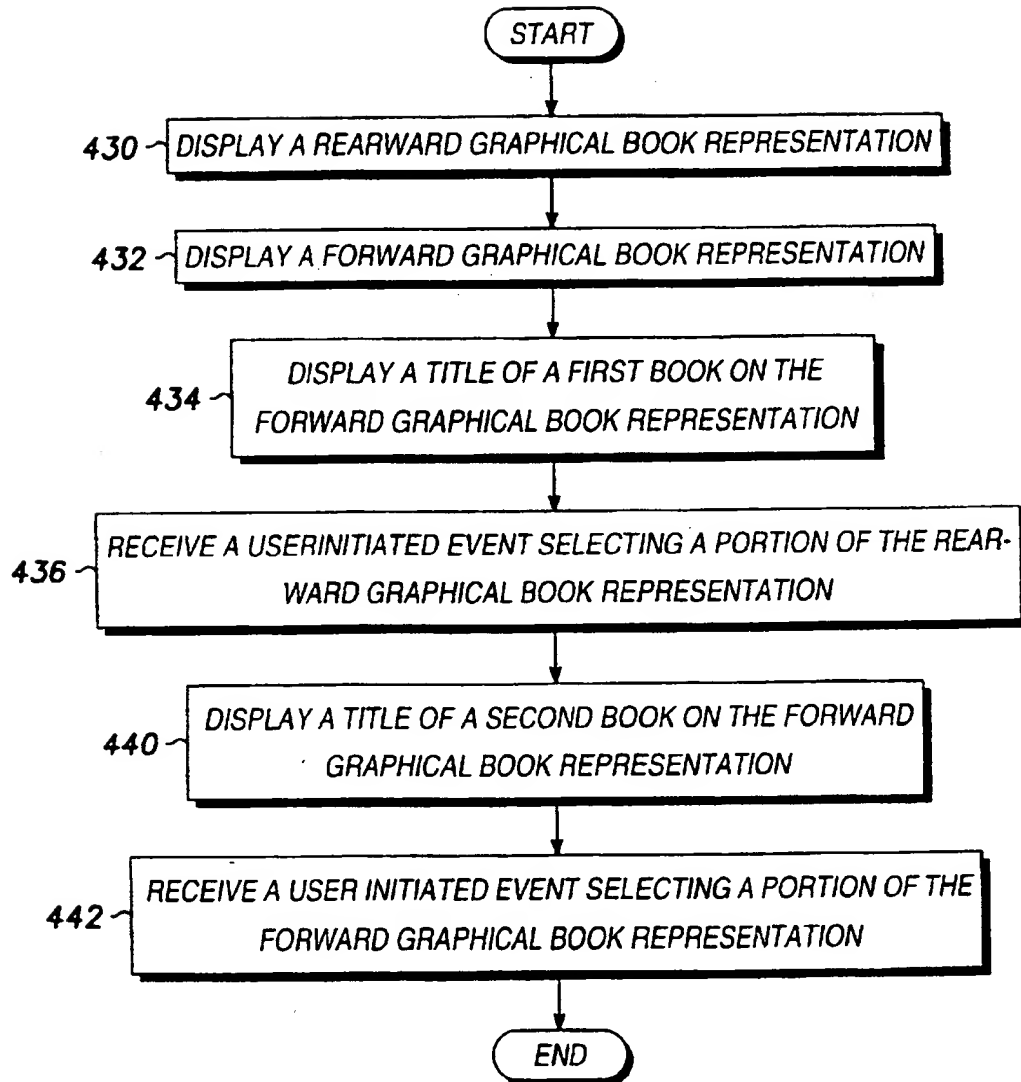 START
430 DISPLAY A REARWARD GRAPHICAL BOOK REPRESENTATION
432 DISPLAY A FORWARD GRAPHICAL BOOK REPRESENTATION
434 DISPLAY A TITLE OF A FIRST BOOK ON THE
FORWARD GRAPHICAL BOOK REPRESENTATION
436 RECEIVE A USERINITIATED EVENT SELECTING A PORTION OF THE REAR-
WARD GRAPHICAL BOOK REPRESENTATION
440 DISPLAY A TITLE OF A SECOND BOOK ON THE FORWARD
GRAPHICAL BOOK REPRESENTATION
442 RECEIVE A USER INITIATED EVENT SELECTING A PORTION OF THE
FORWARD GRAPHICAL BOOK REPRESENTATION
END